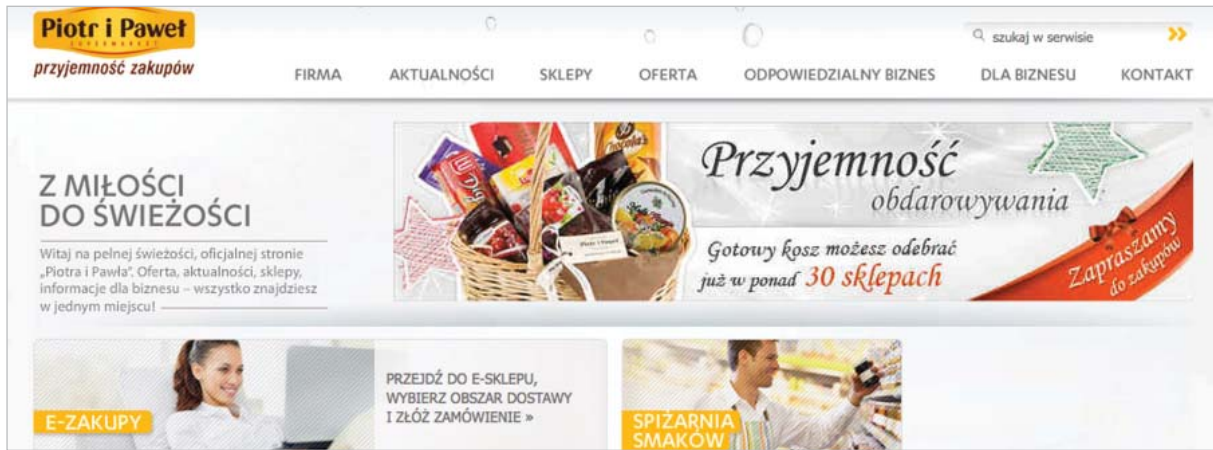 Piotr i Paweł
SUPERMARKET
przyjemność zakupów
szukaj w serwisie
FIRMA AKTUALNOŚCI SKLEPY OFERTA ODPOWIEDZIALNY BIZNES DLA BIZNESU KONTAKT
Z MIŁOŚCI
DO ŚWIEŻOŚCI
Witaj na pełnej świeżości, oficjalnej stronie
„Piotra i Pawła”. Oferta, aktualności, sklepy,
informacje dla biznesu – wszystko znajdziesz
w jednym miejscu!
Przyjemność
obdarowywania
Gotowy kosz możesz odebrać
już w ponad 30 sklepach
Zapraszamy
do zakupów
Piotr i Paweł
E-ZAKUPY
PRZEJDŹ DO E-SKLEPU,
WYBIERZ OBSZAR DOSTAWY
I ZŁÓŻ ZAMÓWIENIE »
SPIŻARNIA
SMAKÓW